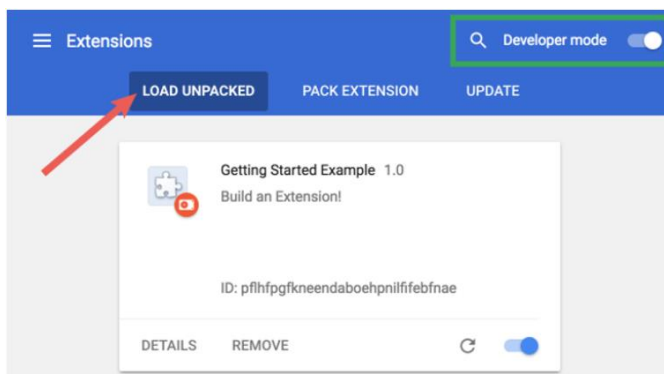 Extensions
Developer mode
LOAD UNPACKED PACK EXTENSION UPDATE
Getting Started Example 1.0
Build an Extension!
ID: pflhfpgfkneendaboehpnilfifebfnae
DETAILS REMOVE